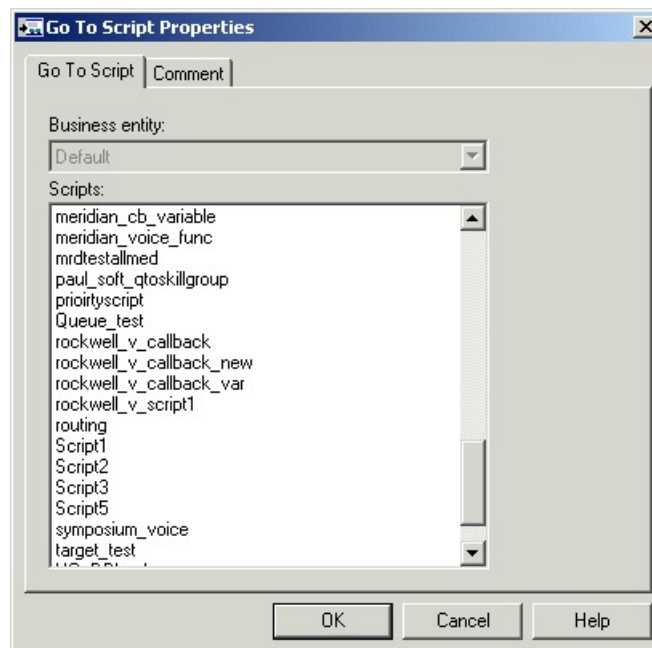 Go To Script Properties
Go To Script Comment
Business entity:
Default
Scripts:
meridian_cb_variable
meridian_voice_func
mrdtestallmed
paul_soft_qtoskillgroup
prioirtyscript
Queue_test
rockwell_v_callback
rockwell_v_callback_new
rockwell_v_callback_var
rockwell_v_script1
routing
Script1
Script2
Script3
Script5
symposium_voice
target_test
OK Cancel Help